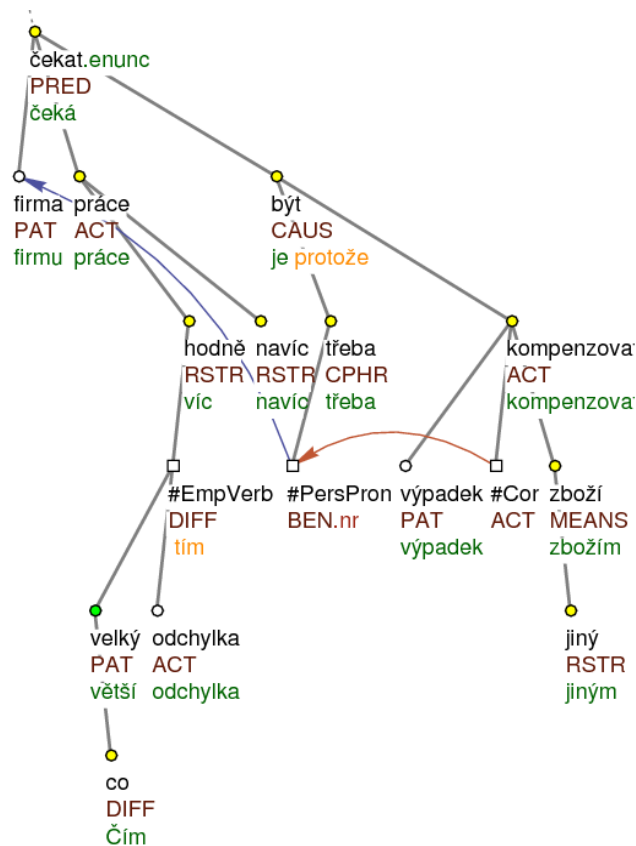 čekat.enunc
PRED
čeká
firma práce být
PAT ACT CAUS
firmu práce je protože
hodně navíc třeba kompenzovat
RSTR RSTR CPHR ACT
víc navíc třeba kompenzovat
#EmpVerb #PersPron výpadek #Cor zboží
DIFF BEN.nr PAT ACT MEANS
tím výpadek zbožím
velký odchylka jiný
PAT ACT RSTR
větší odchylka jiným
co
DIFF
Čím